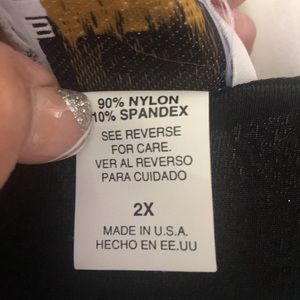 90% NYLON
10% SPANDEX
SEE REVERSE
FOR CARE.
VER AL REVERSO
PARA CUIDADO
2X
MADE IN U.S.A.
HECHO EN EE.UU